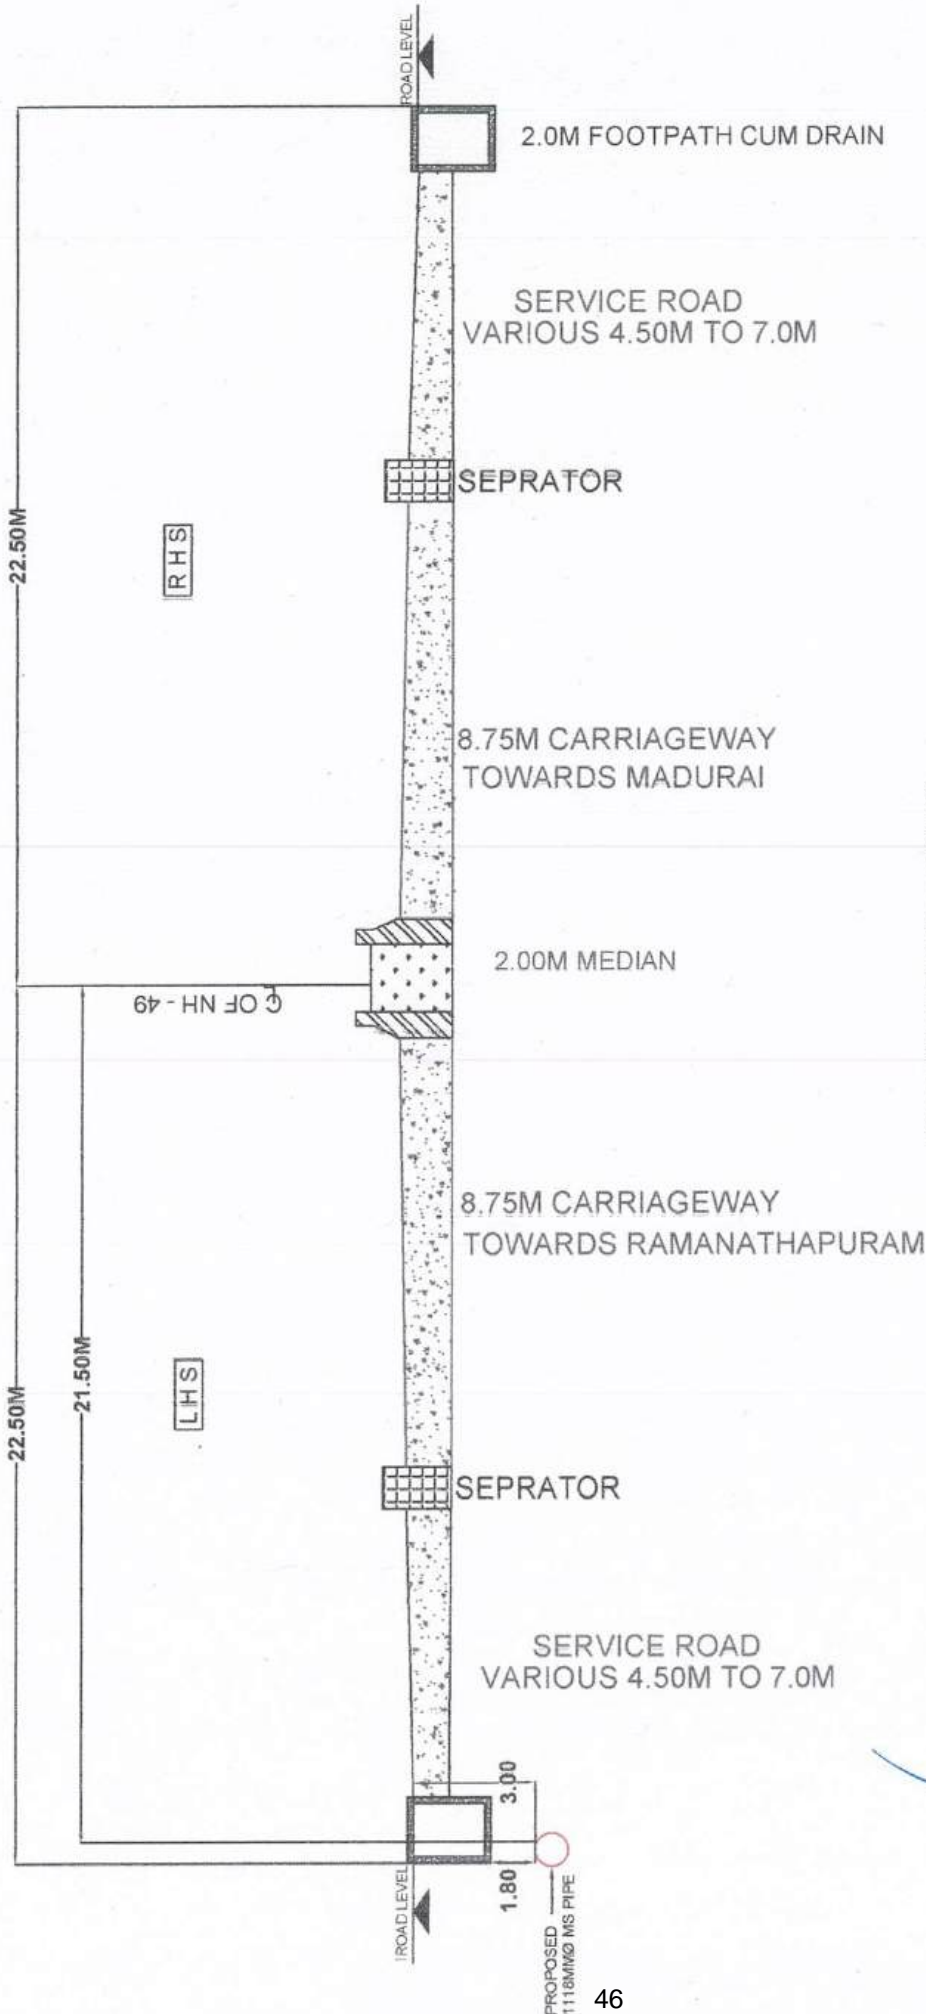 ROAD LEVEL
2.0M FOOTPATH CUM DRAIN
SERVICE ROAD
VARIOUS 4.50M TO 7.0M
SEPRATOR
22.50M
RHS
8.75M CARRIAGEWAY
TOWARDS MADURAI
2.00M MEDIAN
C OF NH - 49
8.75M CARRIAGEWAY
TOWARDS RAMANATHAPURAM
22.50M
21.50M
LHS
SEPRATOR
SERVICE ROAD
VARIOUS 4.50M TO 7.0M
3.00
1.80
ROAD LEVEL
PROPOSED
1118MMØ MS PIPE
46